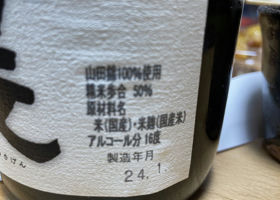 山田錦100%使用
精米歩合 50%
原材料名
米(国産)・米麹(国産米)
アルコール分 16度
製造年月
24.1